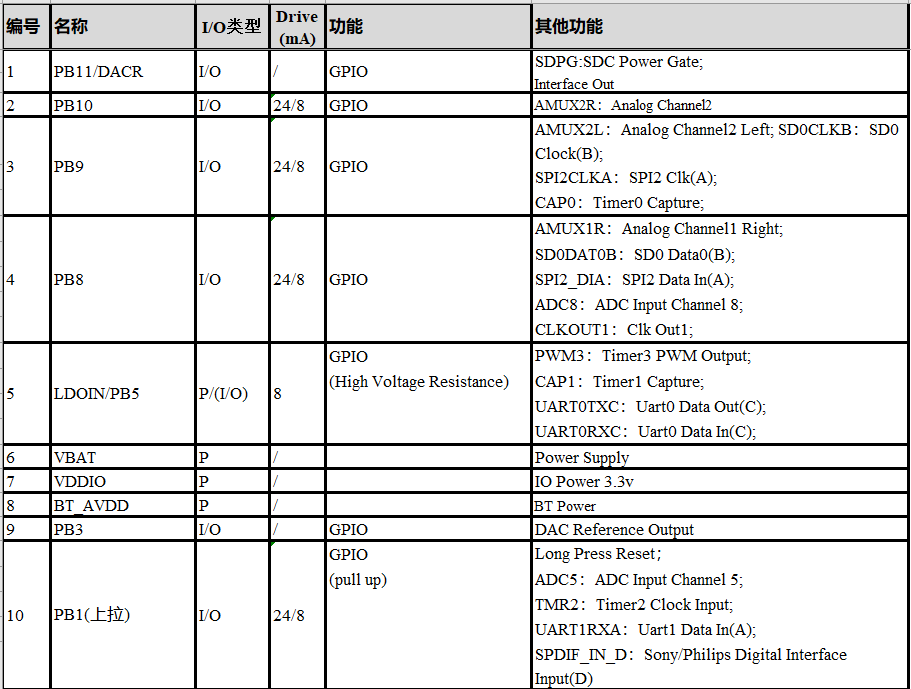 编号 名称 I/O类型 Drive (mA) 功能 其他功能
1 PB11/DACR I/O / GPIO SDPG:SDC Power Gate;
Interface Out
2 PB10 I/O 24/8 GPIO AMUX2R：Analog Channel2
3 PB9 I/O 24/8 GPIO AMUX2L：Analog Channel2 Left; SD0CLKB：SD0
Clock(B);
SPI2CLKA：SPI2 Clk(A);
CAP0：Timer0 Capture;
4 PB8 I/O 24/8 GPIO AMUX1R：Analog Channel1 Right;
SD0DAT0B：SD0 Data0(B);
SPI2_DIA：SPI2 Data In(A);
ADC8：ADC Input Channel 8;
CLKOUT1：Clk Out1;
5 LDOIN/PB5 P/(I/O) 8 GPIO
(High Voltage Resistance)
PWM3：Timer3 PWM Output;
CAP1：Timer1 Capture;
UART0TXC：Uart0 Data Out(C);
UART0RXC：Uart0 Data In(C);
6 VBAT P / Power Supply
7 VDDIO P / IO Power 3.3v
8 BT_AVDD P / BT Power
9 PB3 I/O / GPIO DAC Reference Output
10 PB1(上拉) I/O 24/8 GPIO
(pull up)
Long Press Reset；
ADC5：ADC Input Channel 5;
TMR2：Timer2 Clock Input;
UART1RXA：Uart1 Data In(A);
SPDIF_IN_D：Sony/Philips Digital Interface
Input(D)